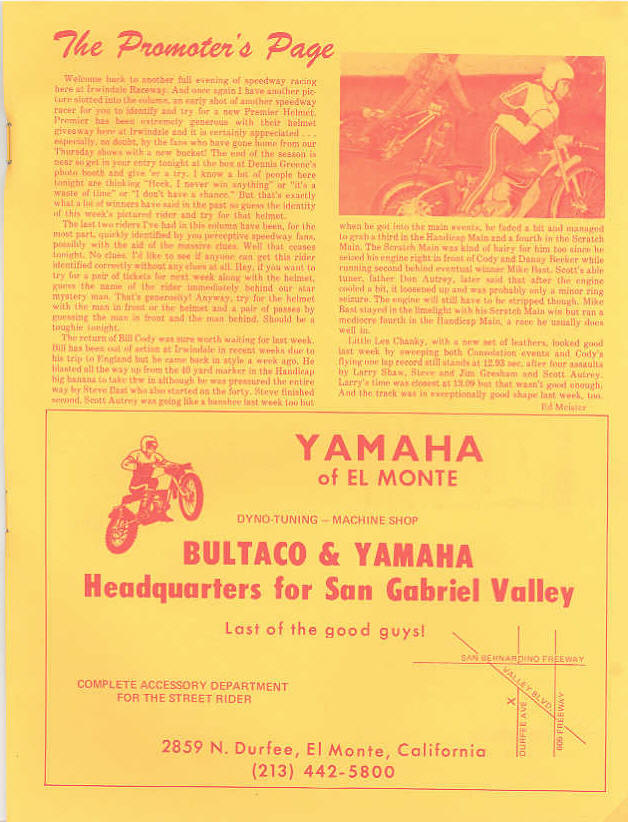 The Promoter's Page
Welcome back to another full evening of speedway racing
here at Irwindale Raceway. And once again I have another pic-
ture slotted into the column, an early shot of another speedway
racer for you to identify and try for a new Premier Helmet.
Premier has been extremely generous with their helmet
giveaway here at Irwindale and it is certainly appreciated . . .
especially, no doubt, by the fans who have gone home from our
Thursday shows with a new bucket! The end of the season is
near so get in your entry tonight at the box at Dennis Greene's
photo booth and give 'er a try. I know a lot of people here
tonight are thinking "Heck, I never win anything" or "it's a
waste of time" or "I don't have a chance." But that's exactly
what a lot of winners have said in the past so guess the identity
of this week's pictured rider and try for that helmet.
The last two riders I've had in this column have been, for the
most part, quickly identified by you perceptive speedway fans,
possibly with the aid of the massive clues. Well that ceases
tonight. No clues. I'd like to see if anyone can get this rider
identified correctly without any clues at all. Hey, if you want to
try for a pair of tickets for next week along with the helmet,
guess the name of the rider immediately behind our star
mystery man. That's generosity! Anyway, try for the helmet
with the man in front or the helmet and a pair of passes by
guessing the man in front and the man behind. Should be a
toughie tonight.
The return of Bill Cody was sure worth waiting for last week.
Bill has been out of action at Irwindale in recent weeks due to
his trip to England but he came back in style a week ago. He
blasted all the way up from the 40 yard marker in the Handicap
big banana to take thw in although he was pressured the entire
way by Steve Bast who also started on the forty. Steve finished
second. Scott Autrey was going like a banshee last week too but
when he got into the main events, he faded a bit and managed
to grab a third in the Handicap Main and a fourth in the Scratch
Main. The Scratch Main was kind of hairy for him too since he
seized his engine right in front of Cody and Danny Becker while
running second behind eventual winner Mike Bast. Scott's able
tuner, father Don Autrey, later said that after the engine
cooled a bit, it loosened up and was probably only a minor ring
seizure. The engine will still have to be stripped though. Mike
Bast stayed in the limelight with his Scratch Main win but ran a
mediocre fourth in the Handicap Main, a race he usually does
well in.
Little Les Chanky, with a new set of leathers, looked good
last week by sweeping both Consolation events and Cody's
flying one lap record still stands at 12.93 sec. after four assaults
by Larry Shaw, Steve and Jim Gresham and Scott Autrey.
Larry's time was closest at 13.09 but that wasn't good enough.
And the track was in exceptionally good shape last week, too.
Ed Meister
YAMAHA
of EL MONTE
DYNO-TUNING – MACHINE SHOP
BULTACO & YAMAHA
Headquarters for San Gabriel Valley
Last of the good guys!
SAN BERNARDINO FREEWAY
VALLEY BLVD.
X
DURFEE AVE
605 FREEWAY
COMPLETE ACCESSORY DEPARTMENT
FOR THE STREET RIDER
2859 N. Durfee, El Monte, California
(213) 442-5800